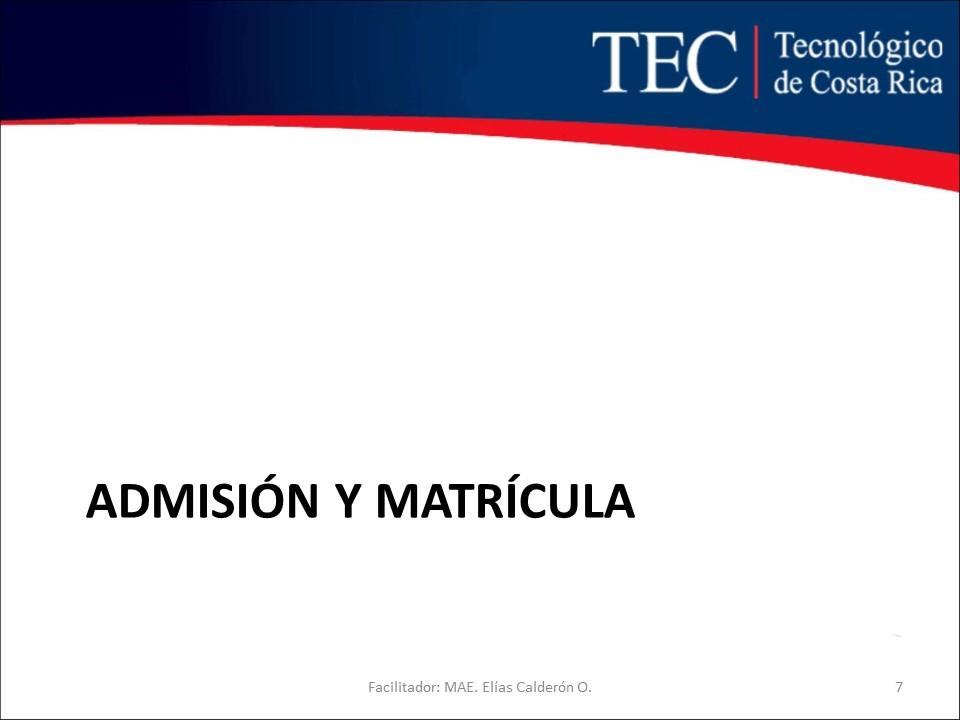 TEC
Tecnológico
de Costa Rica
ADMISIÓN Y MATRÍCULA
Facilitador: MAE. Elías Calderón O.
7